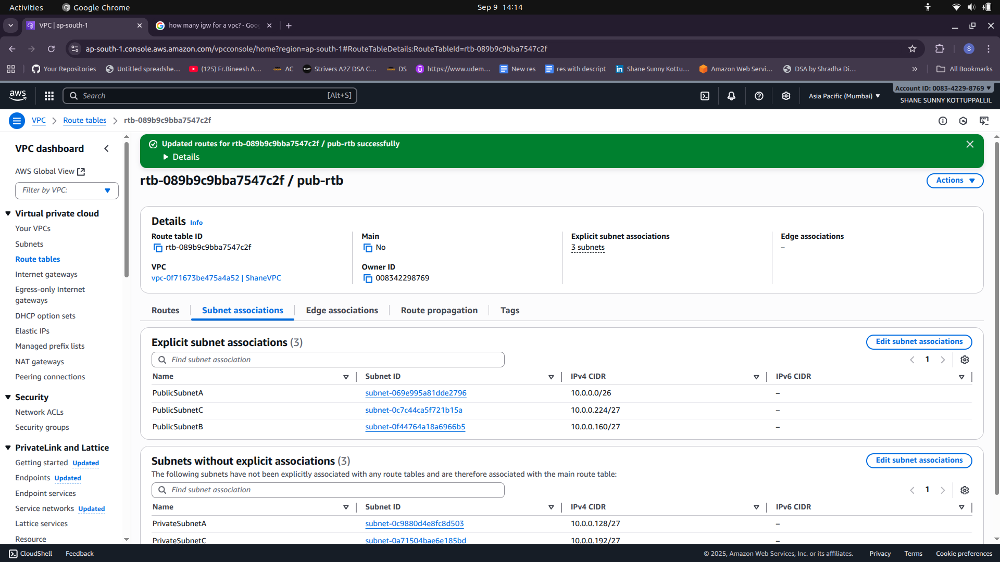 Activities
Google Chrome
Sep 9 14:14
VPC | ap-south-1
how many igw for a vpc? - Goo
ap-south-1.console.aws.amazon.com/vpcconsole/home?region=ap-south-1#RouteTableDetails:RouteTableId=rtb-089b9c9bba7547c2f
S
Your Repositories
Untitled spreadshe...
(125) Fr.Bineesh A...
AC
Strivers A2Z DSA C...
DS
https://www.udem...
New res
res with descript
Shane Sunny Kottu...
Amazon Web Servi...
DSA by Shradha Di...
»
All Bookmarks
aws
Search
[Alt+S]
Asia Pacific (Mumbai)
Account ID: 0083-4229-8769
SHANE SUNNY KOTTUPPALLIL
VPC
Route tables
rtb-089b9c9bba7547c2f
VPC dashboard
AWS Global View
Filter by VPC:
Virtual private cloud
Your VPCs
Subnets
Route tables
Internet gateways
Egress-only Internet
gateways
DHCP option sets
Elastic IPs
Managed prefix lists
NAT gateways
Peering connections
Security
Network ACLs
Security groups
PrivateLink and Lattice
Getting started Updated
Endpoints Updated
Endpoint services
Service networks Updated
Lattice services
Resource
Updated routes for rtb-089b9c9bba7547c2f / pub-rtb successfully
Details
rtb-089b9c9bba7547c2f / pub-rtb
Actions
Details Info
Route table ID
rtb-089b9c9bba7547c2f
Main
No
Explicit subnet associations
3 subnets
Edge associations
–
VPC
vpc-0f71673be475a4a52 | ShaneVPC
Owner ID
008342298769
Routes
Subnet associations
Edge associations
Route propagation
Tags
Explicit subnet associations (3)
Edit subnet associations
Find subnet association
1
Name Subnet ID IPv4 CIDR IPv6 CIDR
PublicSubnetA subnet-069e995a81dde2796 10.0.0.0/26 –
PublicSubnetC subnet-0c7c44ca5f721b15a 10.0.0.224/27 –
PublicSubnetB subnet-0f44764a18a6966b5 10.0.0.160/27 –
Subnets without explicit associations (3)
Edit subnet associations
The following subnets have not been explicitly associated with any route tables and are therefore associated with the main route table:
Find subnet association
1
Name Subnet ID IPv4 CIDR IPv6 CIDR
PrivateSubnetA subnet-0c9880d4e8fc8d503 10.0.0.128/27 –
PrivateSubnetC subnet-0a71504bae6e185bd 10.0.0.192/27 –
CloudShell
Feedback
© 2025, Amazon Web Services, Inc. or its affiliates.
Privacy
Terms
Cookie preferences